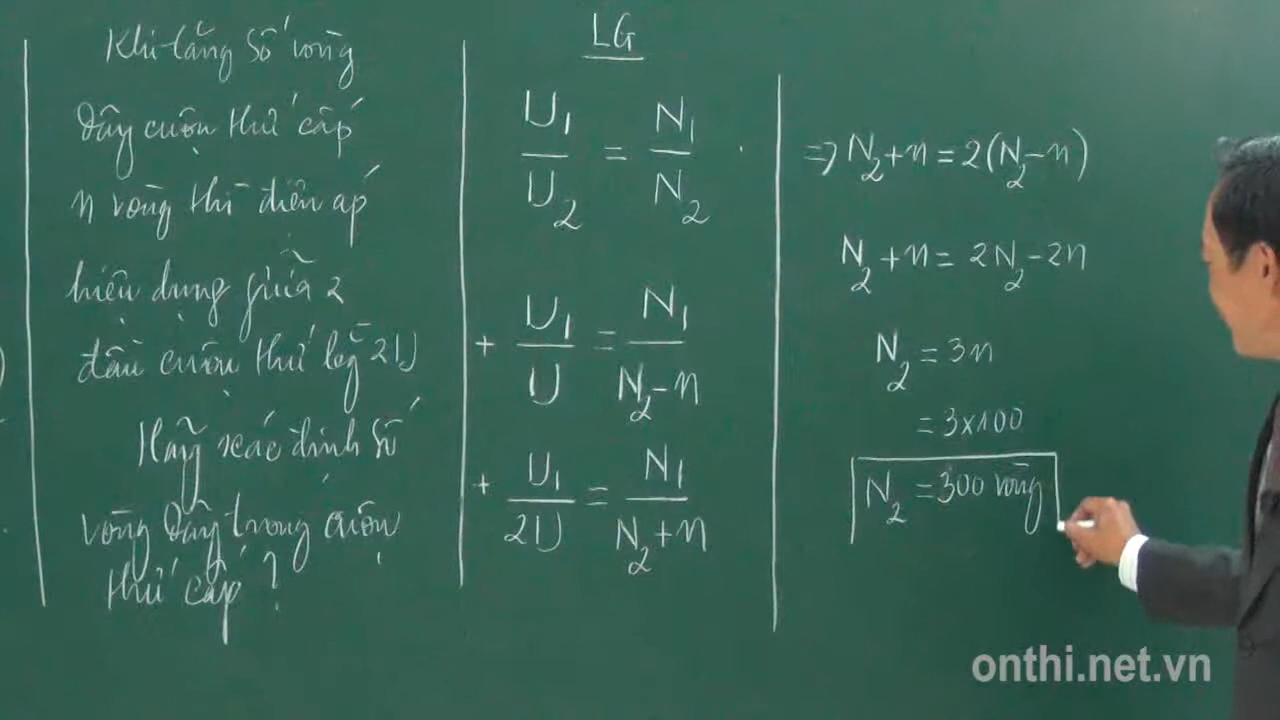 Khi tăng số vòng
dây cuộn thứ cấp
n vòng thì điện áp
hiệu dụng giữa 2
đầu cuộn thứ cấp 2U
Hãy xác định số
vòng dây trong cuộn
thứ cấp ?
LG
U₁/U₂ = N₁/N₂
+ U₁/U = N₁/(N₂-n)
+ U₁/2U = N₁/(N₂+n)
=> N₂+n = 2(N₂-n)
N₂+n = 2N₂-2n
N₂ = 3n
= 3x100
N₂ = 300 vòng
onthi.net.vn